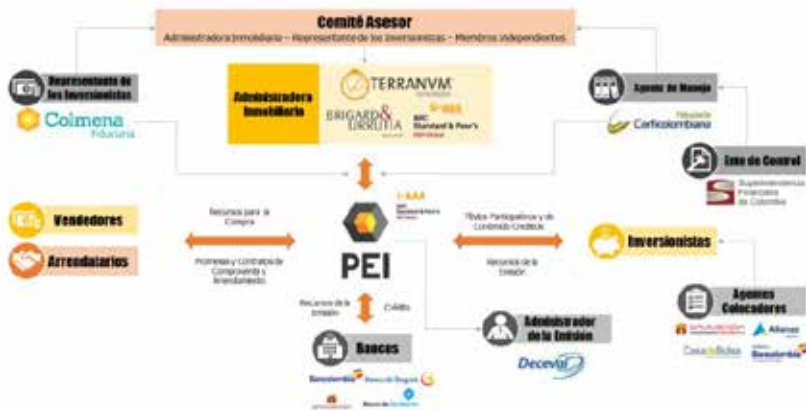 Comité Asesor
Administradora Inmobiliaria – Representante de los Inversionistas – Miembros Independientes
Representante de
los Inversionistas
Colmena
Fiduciaria
Administradora
Inmobiliaria
TERRANVM
BRIGARD&
URRUTIA
BRC
Standard & Poor's
Agente de Manejo
Fiduciaria
Corficolombiana
Ente de Control
Superintendencia
Financiera
de Colombia
Vendedores
Arrendatarios
Recursos para la
Compra
Promesas y Contratos de
Compraventa y
Arrendamiento
PEI
Títulos Participativos y de
Contenido Crediticio
Recursos de la
Emisión
Inversionistas
Agentes
Colocadores
Alianza
Casa de Bolsa
Bancolombia
Recursos de la
Emisión
Crédito
Bancos
Bancolombia
Banco de Bogotá
Administrador
de la Emisión
Deceval